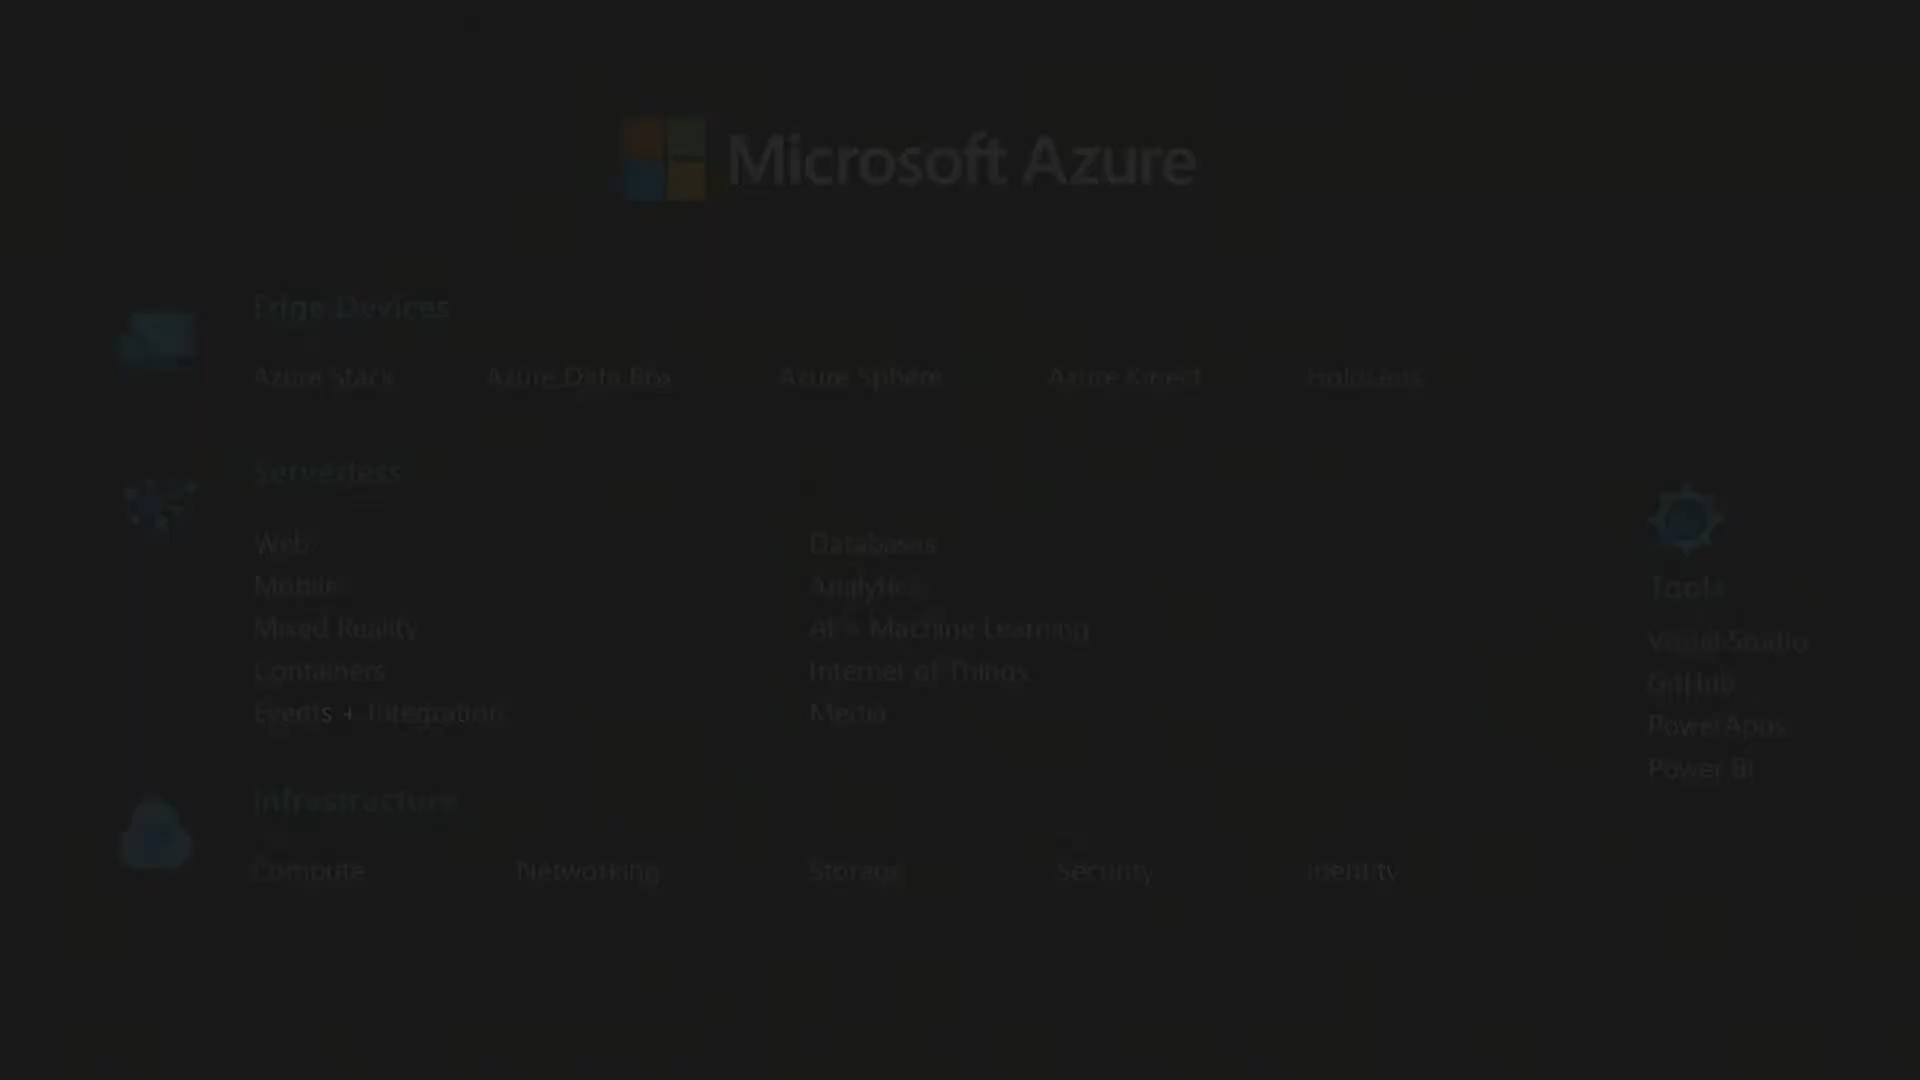 Microsoft Azure
Edge Devices
Azure Stack Azure Data Box Azure Sphere Azure Kinect HoloLens
Serverless
Web Databases
Mobile Analytics
Mixed Reality AI + Machine Learning
Containers Internet of Things
Events + Integration Media
Tools
Visual Studio
GitHub
PowerApps
Power BI
Infrastructure
Compute Networking Storage Security Identity